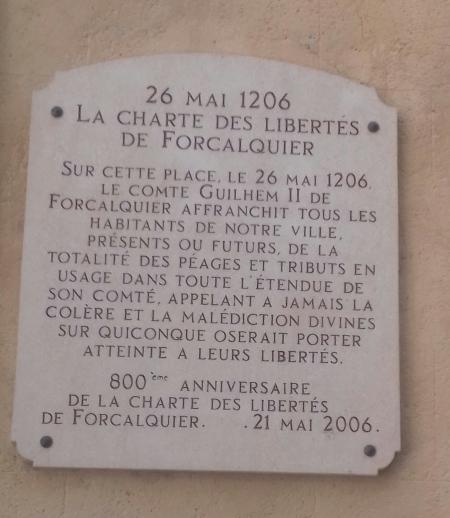 26 MAI 1206
LA CHARTE DES LIBERTÉS
DE FORCALQUIER
SUR CETTE PLACE, LE 26 MAI 1206,
LE COMTE GUILHEM II DE
FORCALQUIER AFFRANCHIT TOUS LES
HABITANTS DE NOTRE VILLE,
PRÉSENTS OU FUTURS, DE LA
TOTALITÉ DES PÉAGES ET TRIBUTS EN
USAGE DANS TOUTE L'ÉTENDUE DE
SON COMTÉ, APPELANT A JAMAIS LA
COLÈRE ET LA MALÉDICTION DIVINES
SUR QUICONQUE OSERAIT PORTER
ATTEINTE A LEURS LIBERTÉS.
800ème ANNIVERSAIRE
DE LA CHARTE DES LIBERTÉS
DE FORCALQUIER. .21 MAI 2006.